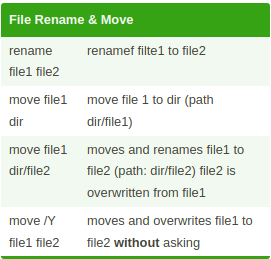 File Rename & Move
rename renamef filte1 to file2
file1 file2
move file1 move file 1 to dir (path
dir dir/file1)
move file1 moves and renames file1 to
dir/file2 file2 (path: dir/file2) file2 is
overwritten from file1
move /Y moves and overwrites file1 to
file1 file2 file2 without asking